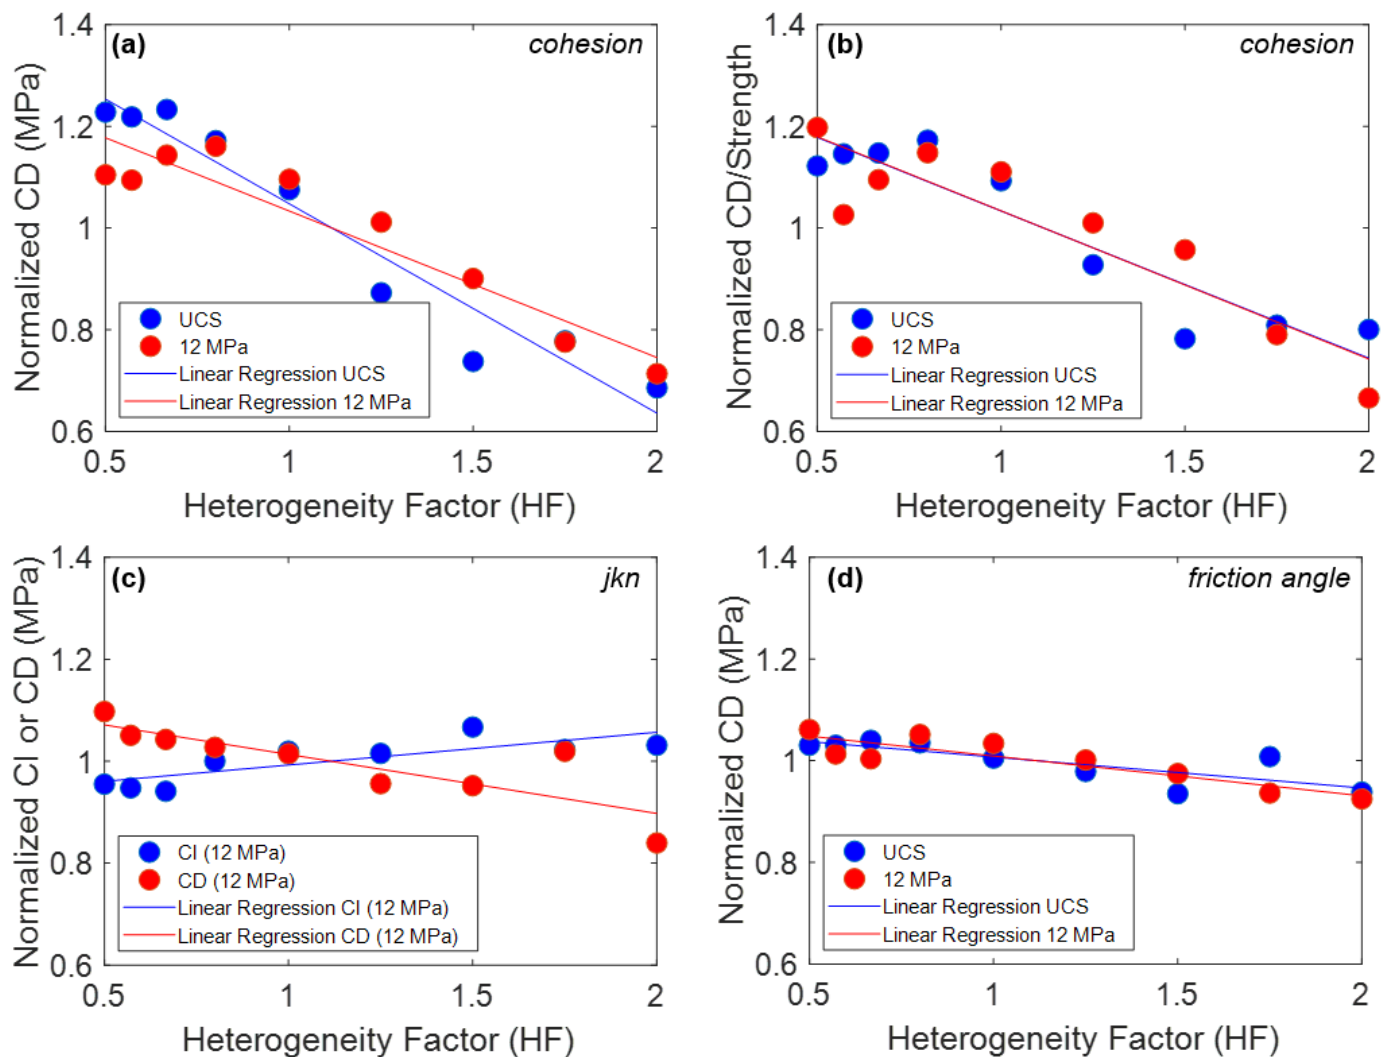 (a)
cohesion
Normalized CD (MPa)
1.4
1.2
1
0.8
0.6
UCS
12 MPa
Linear Regression UCS
Linear Regression 12 MPa
0.5
1
1.5
2
Heterogeneity Factor (HF)
(b)
cohesion
Normalized CD/Strength
1.4
1.2
1
0.8
0.6
UCS
12 MPa
Linear Regression UCS
Linear Regression 12 MPa
0.5
1
1.5
2
Heterogeneity Factor (HF)
(c)
jkn
Normalized CI or CD (MPa)
1.4
1.2
1
0.8
0.6
CI (12 MPa)
CD (12 MPa)
Linear Regression CI (12 MPa)
Linear Regression CD (12 MPa)
0.5
1
1.5
2
Heterogeneity Factor (HF)
(d)
friction angle
Normalized CD (MPa)
1.4
1.2
1
0.8
0.6
UCS
12 MPa
Linear Regression UCS
Linear Regression 12 MPa
0.5
1
1.5
2
Heterogeneity Factor (HF)